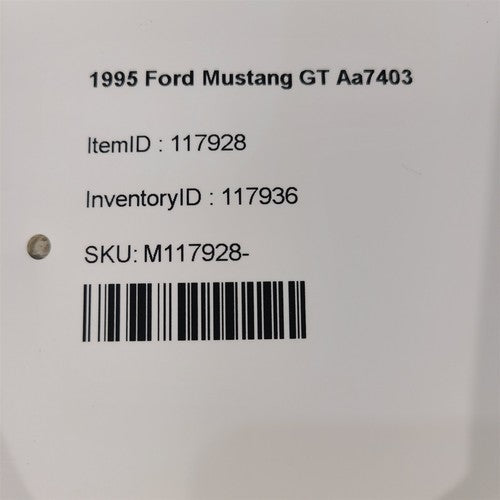 1995 Ford Mustang GT Aa7403
ItemID : 117928
InventoryID : 117936
SKU: M117928-